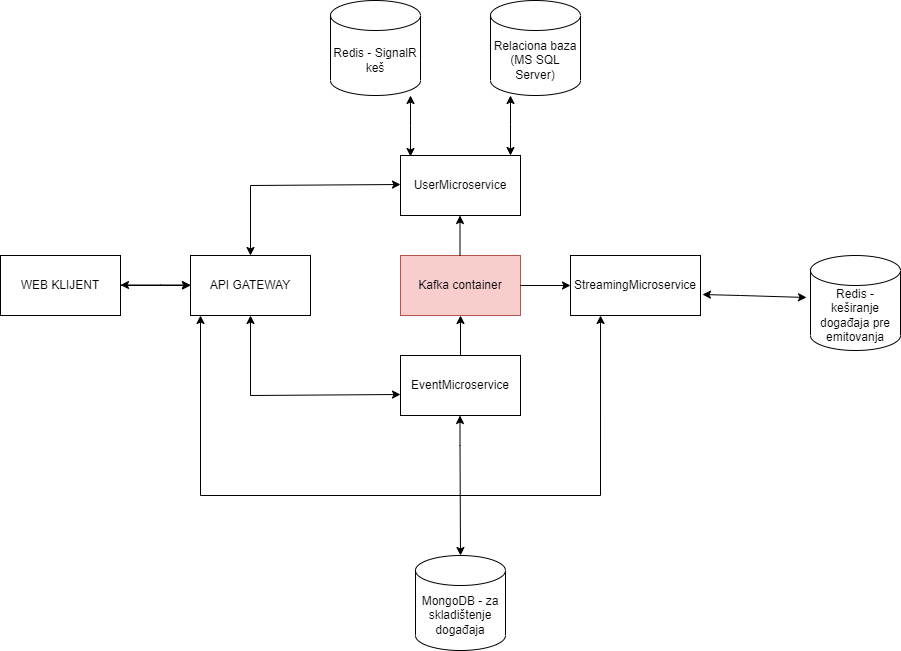 Redis - SignalR
keš
Relaciona baza
(MS SQL
Server)
UserMicroservice
WEB KLIJENT
API GATEWAY
Kafka container
StreamingMicroservice
Redis -
keširanje
događaja pre
emitovanja
EventMicroservice
MongoDB - za
skladištenje
događaja